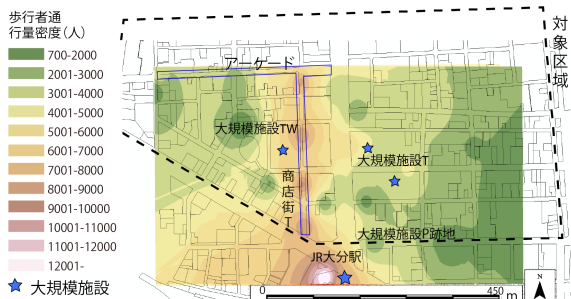 歩行者通
行量密度（人）
700-2000
2001-3000
3001-4000
4001-5000
5001-6000
6001-7000
7001-8000
8001-9000
9001-10000
10001-11000
11001-12000
12001-
大規模施設
アーケード
対象区域
大規模施設TW
大規模施設T
商店街T
大規模施設P跡地
JR大分駅
0 450 m
N